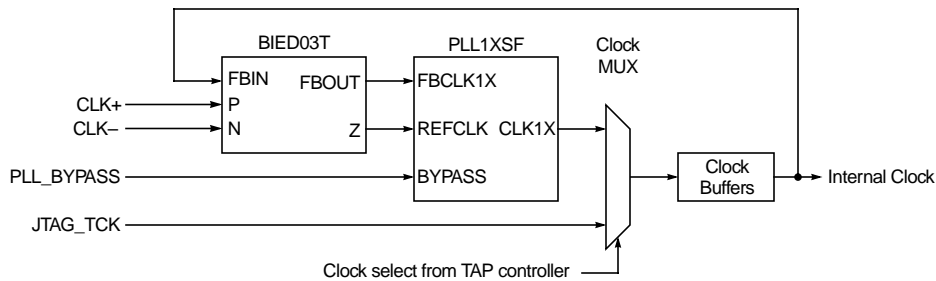 BIED03T
PLL1XSF
Clock
MUX
FBIN
FBOUT
FBCLK1X
CLK+
P
CLK–
N
Z
REFCLK
CLK1X
PLL_BYPASS
BYPASS
Clock
Buffers
Internal Clock
JTAG_TCK
Clock select from TAP controller